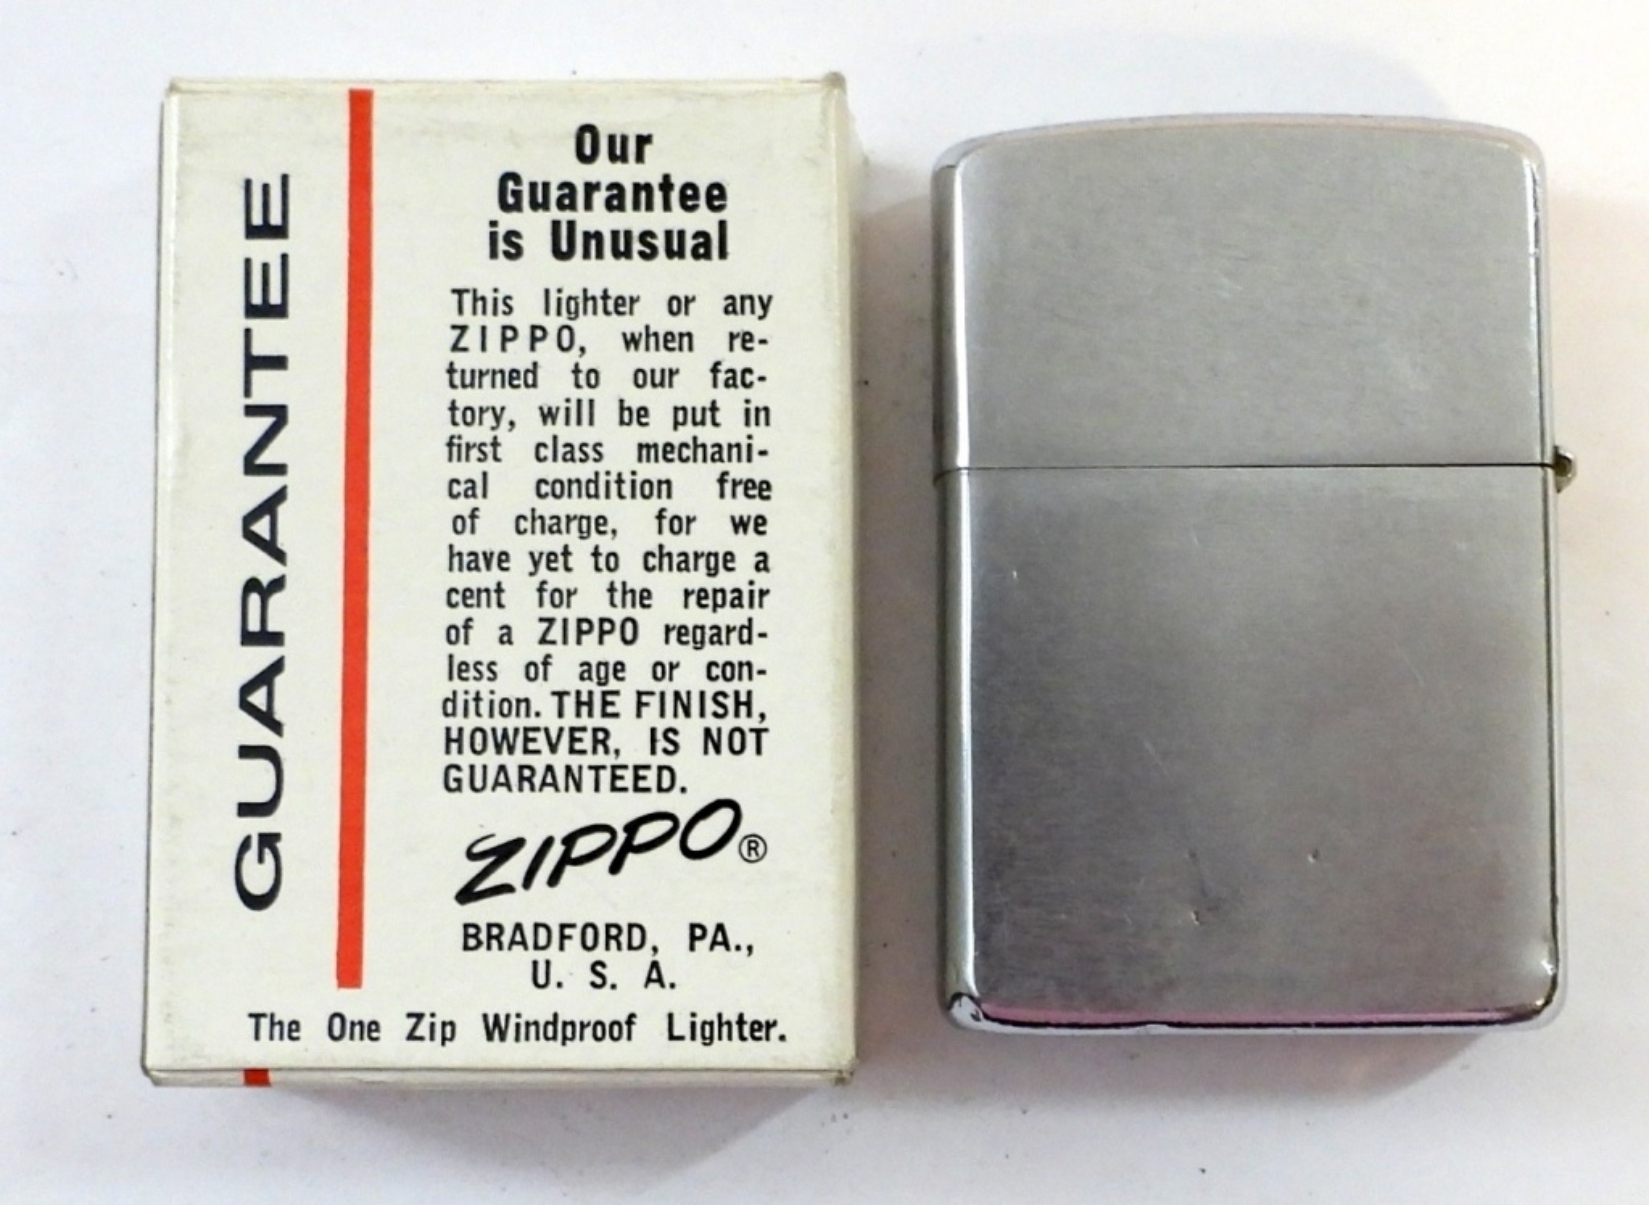 GUARANTEE
Our
Guarantee
is Unusual
This lighter or any
ZIPPO, when re-
turned to our fac-
tory, will be put in
first class mechani-
cal condition free
of charge, for we
have yet to charge a
cent for the repair
of a ZIPPO regard-
less of age or con-
dition. THE FINISH,
HOWEVER, IS NOT
GUARANTEED.
ZIPPO®
BRADFORD, PA.,
U. S. A.
The One Zip Windproof Lighter.